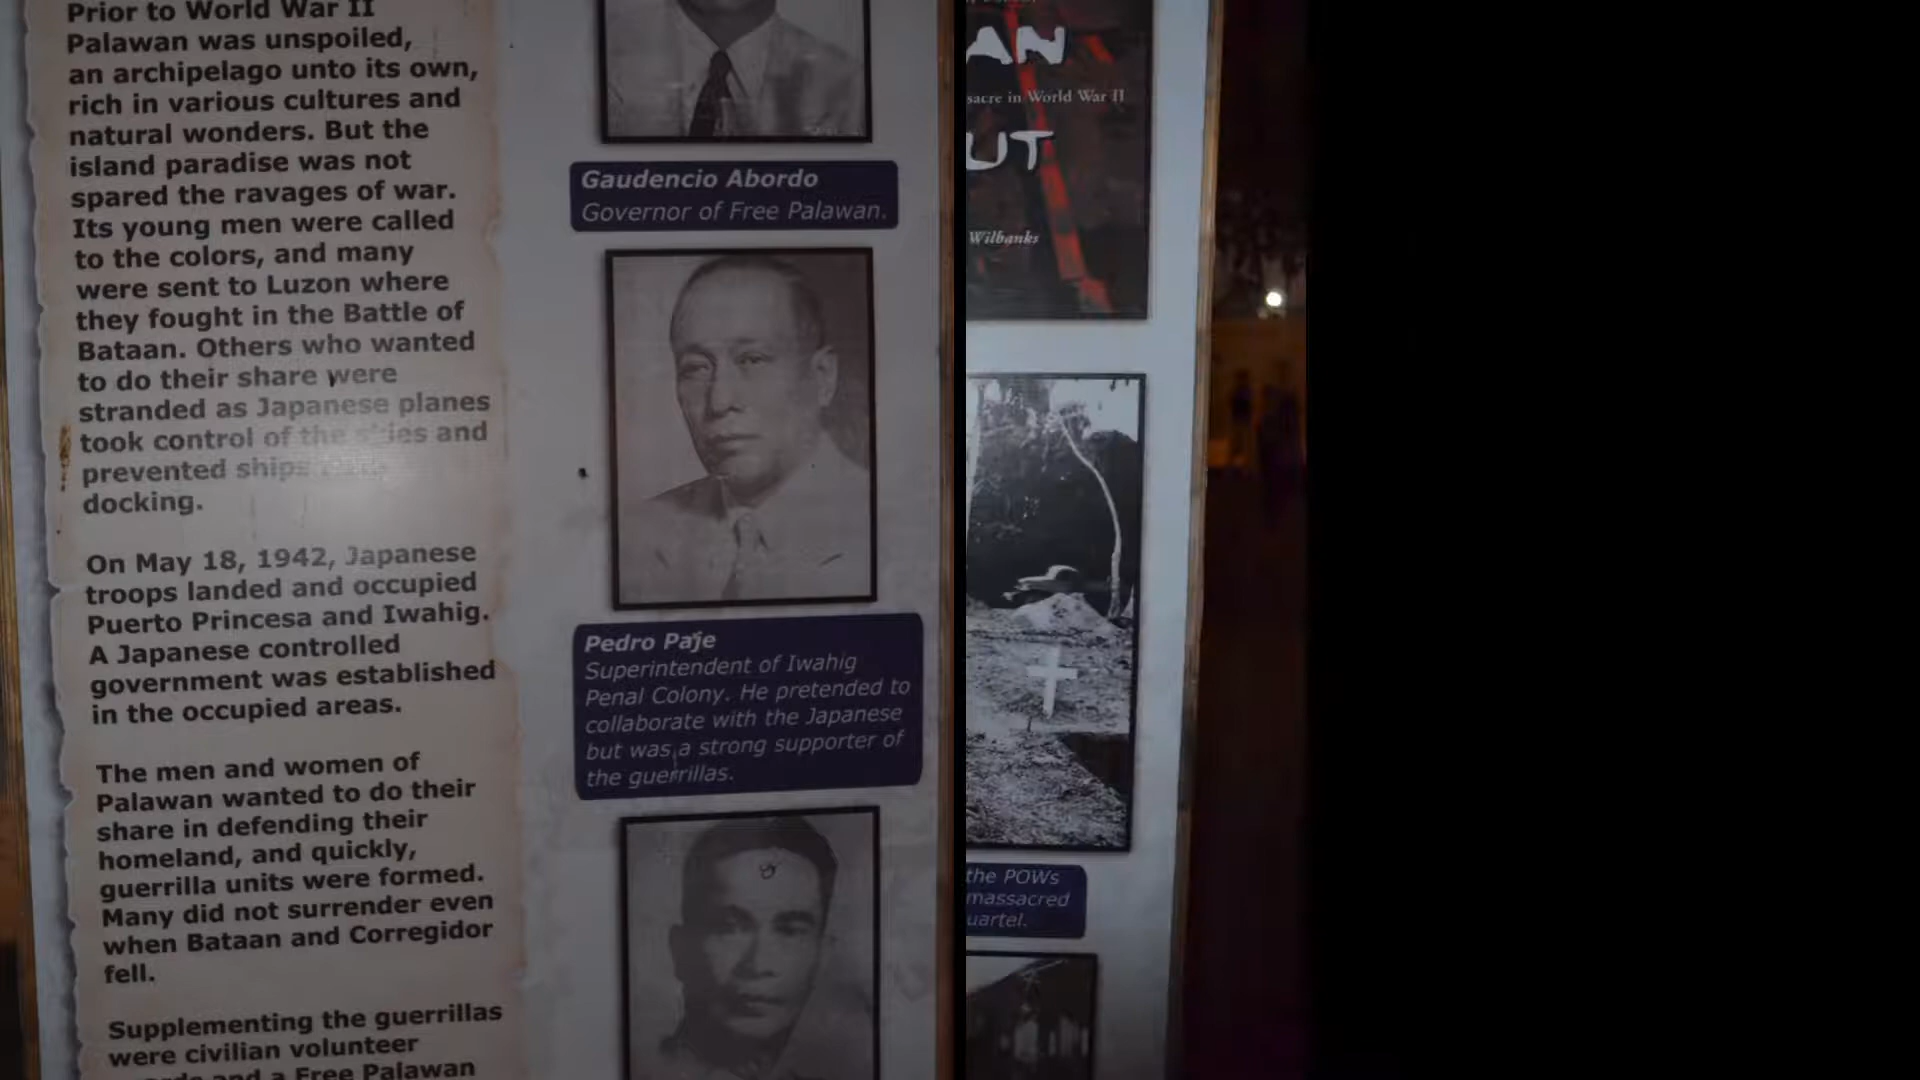 Prior to World War II
Palawan was unspoiled,
an archipelago unto its own,
rich in various cultures and
natural wonders. But the
island paradise was not
spared the ravages of war.
Its young men were called
to the colors, and many
were sent to Luzon where
they fought in the Battle of
Bataan. Others who wanted
to do their share were
stranded as Japanese planes
took control of the skies and
prevented ships
docking.
On May 18, 1942, Japanese
troops landed and occupied
Puerto Princesa and Iwahig.
A Japanese controlled
government was established
in the occupied areas.
The men and women of
Palawan wanted to do their
share in defending their
homeland, and quickly,
guerrilla units were formed.
Many did not surrender even
when Bataan and Corregidor
fell.
Supplementing the guerrillas
were civilian volunteer
and a Free Palawan
Gaudencio Abordo
Governor of Free Palawan.
Pedro Paje
Superintendent of Iwahig
Penal Colony. He pretended to
collaborate with the Japanese
but was a strong supporter of
the guerrillas.
AN
sacre in World War II
UT
Wilbanks
the POWs
massacred
uartel.